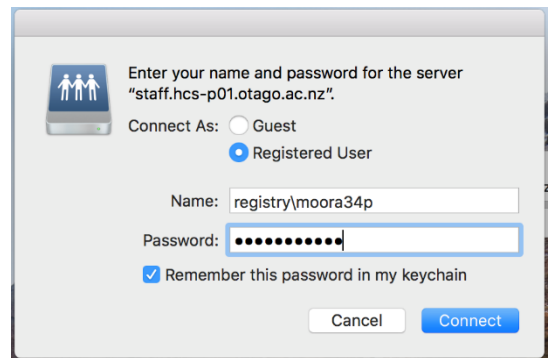 Enter your name and password for the server
“staff.hcs-p01.otago.ac.nz”.
Connect As: Guest
Registered User
Name: registry\moora34p
Password: ●●●●●●●●●●●
Remember this password in my keychain
Cancel Connect